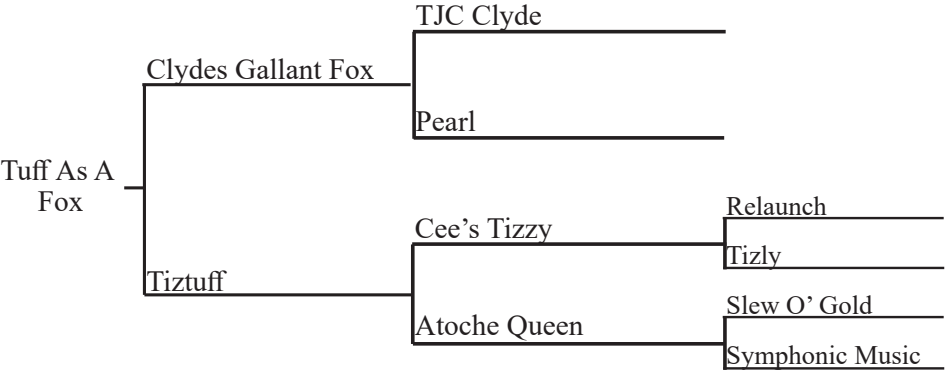 TJC Clyde
Clydes Gallant Fox
Pearl
Tuff As A
Fox
Relaunch
Cee’s Tizzy
Tizly
Tiztuff
Slew O’ Gold
Atoche Queen
Symphonic Music